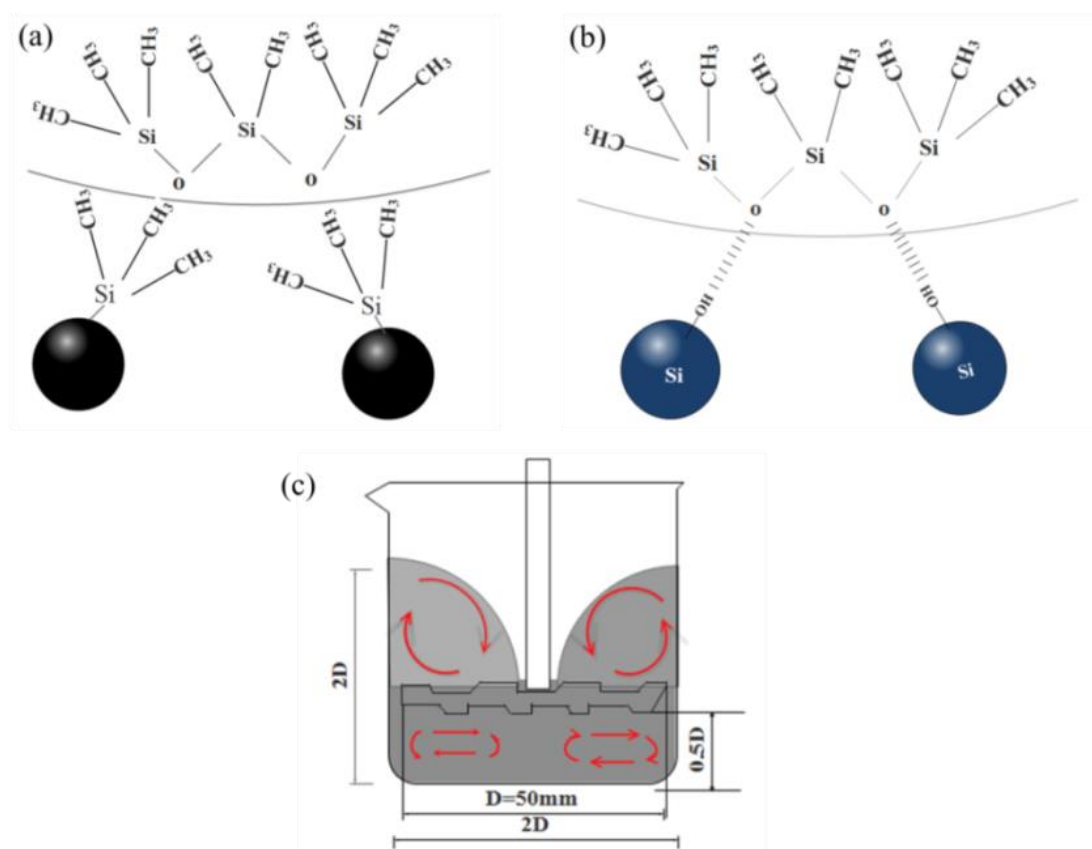 (a)
CH3 CH3 CH3 CH3 CH3 CH3 CH3 CH3
Si Si Si
o o
CH3 CH3 CH3 CH3 CH3 CH3
Si Si
(b)
CH3 CH3 CH3 CH3 CH3 CH3 CH3 CH3
Si Si Si
o o
OH OH
Si Si
(c)
2D
0.5D
D=50mm
2D